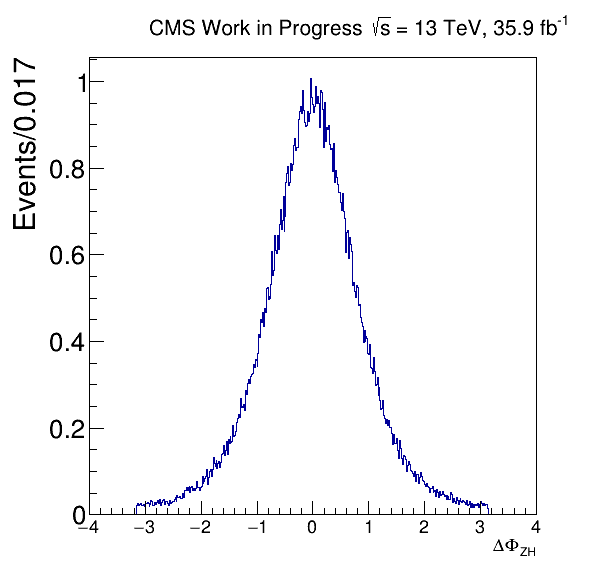 CMS Work in Progress √s = 13 TeV, 35.9 fb⁻¹
Events/0.017
1
0.8
0.6
0.4
0.2
0
−4 −3 −2 −1 0 1 2 3 4
ΔΦ_ZH